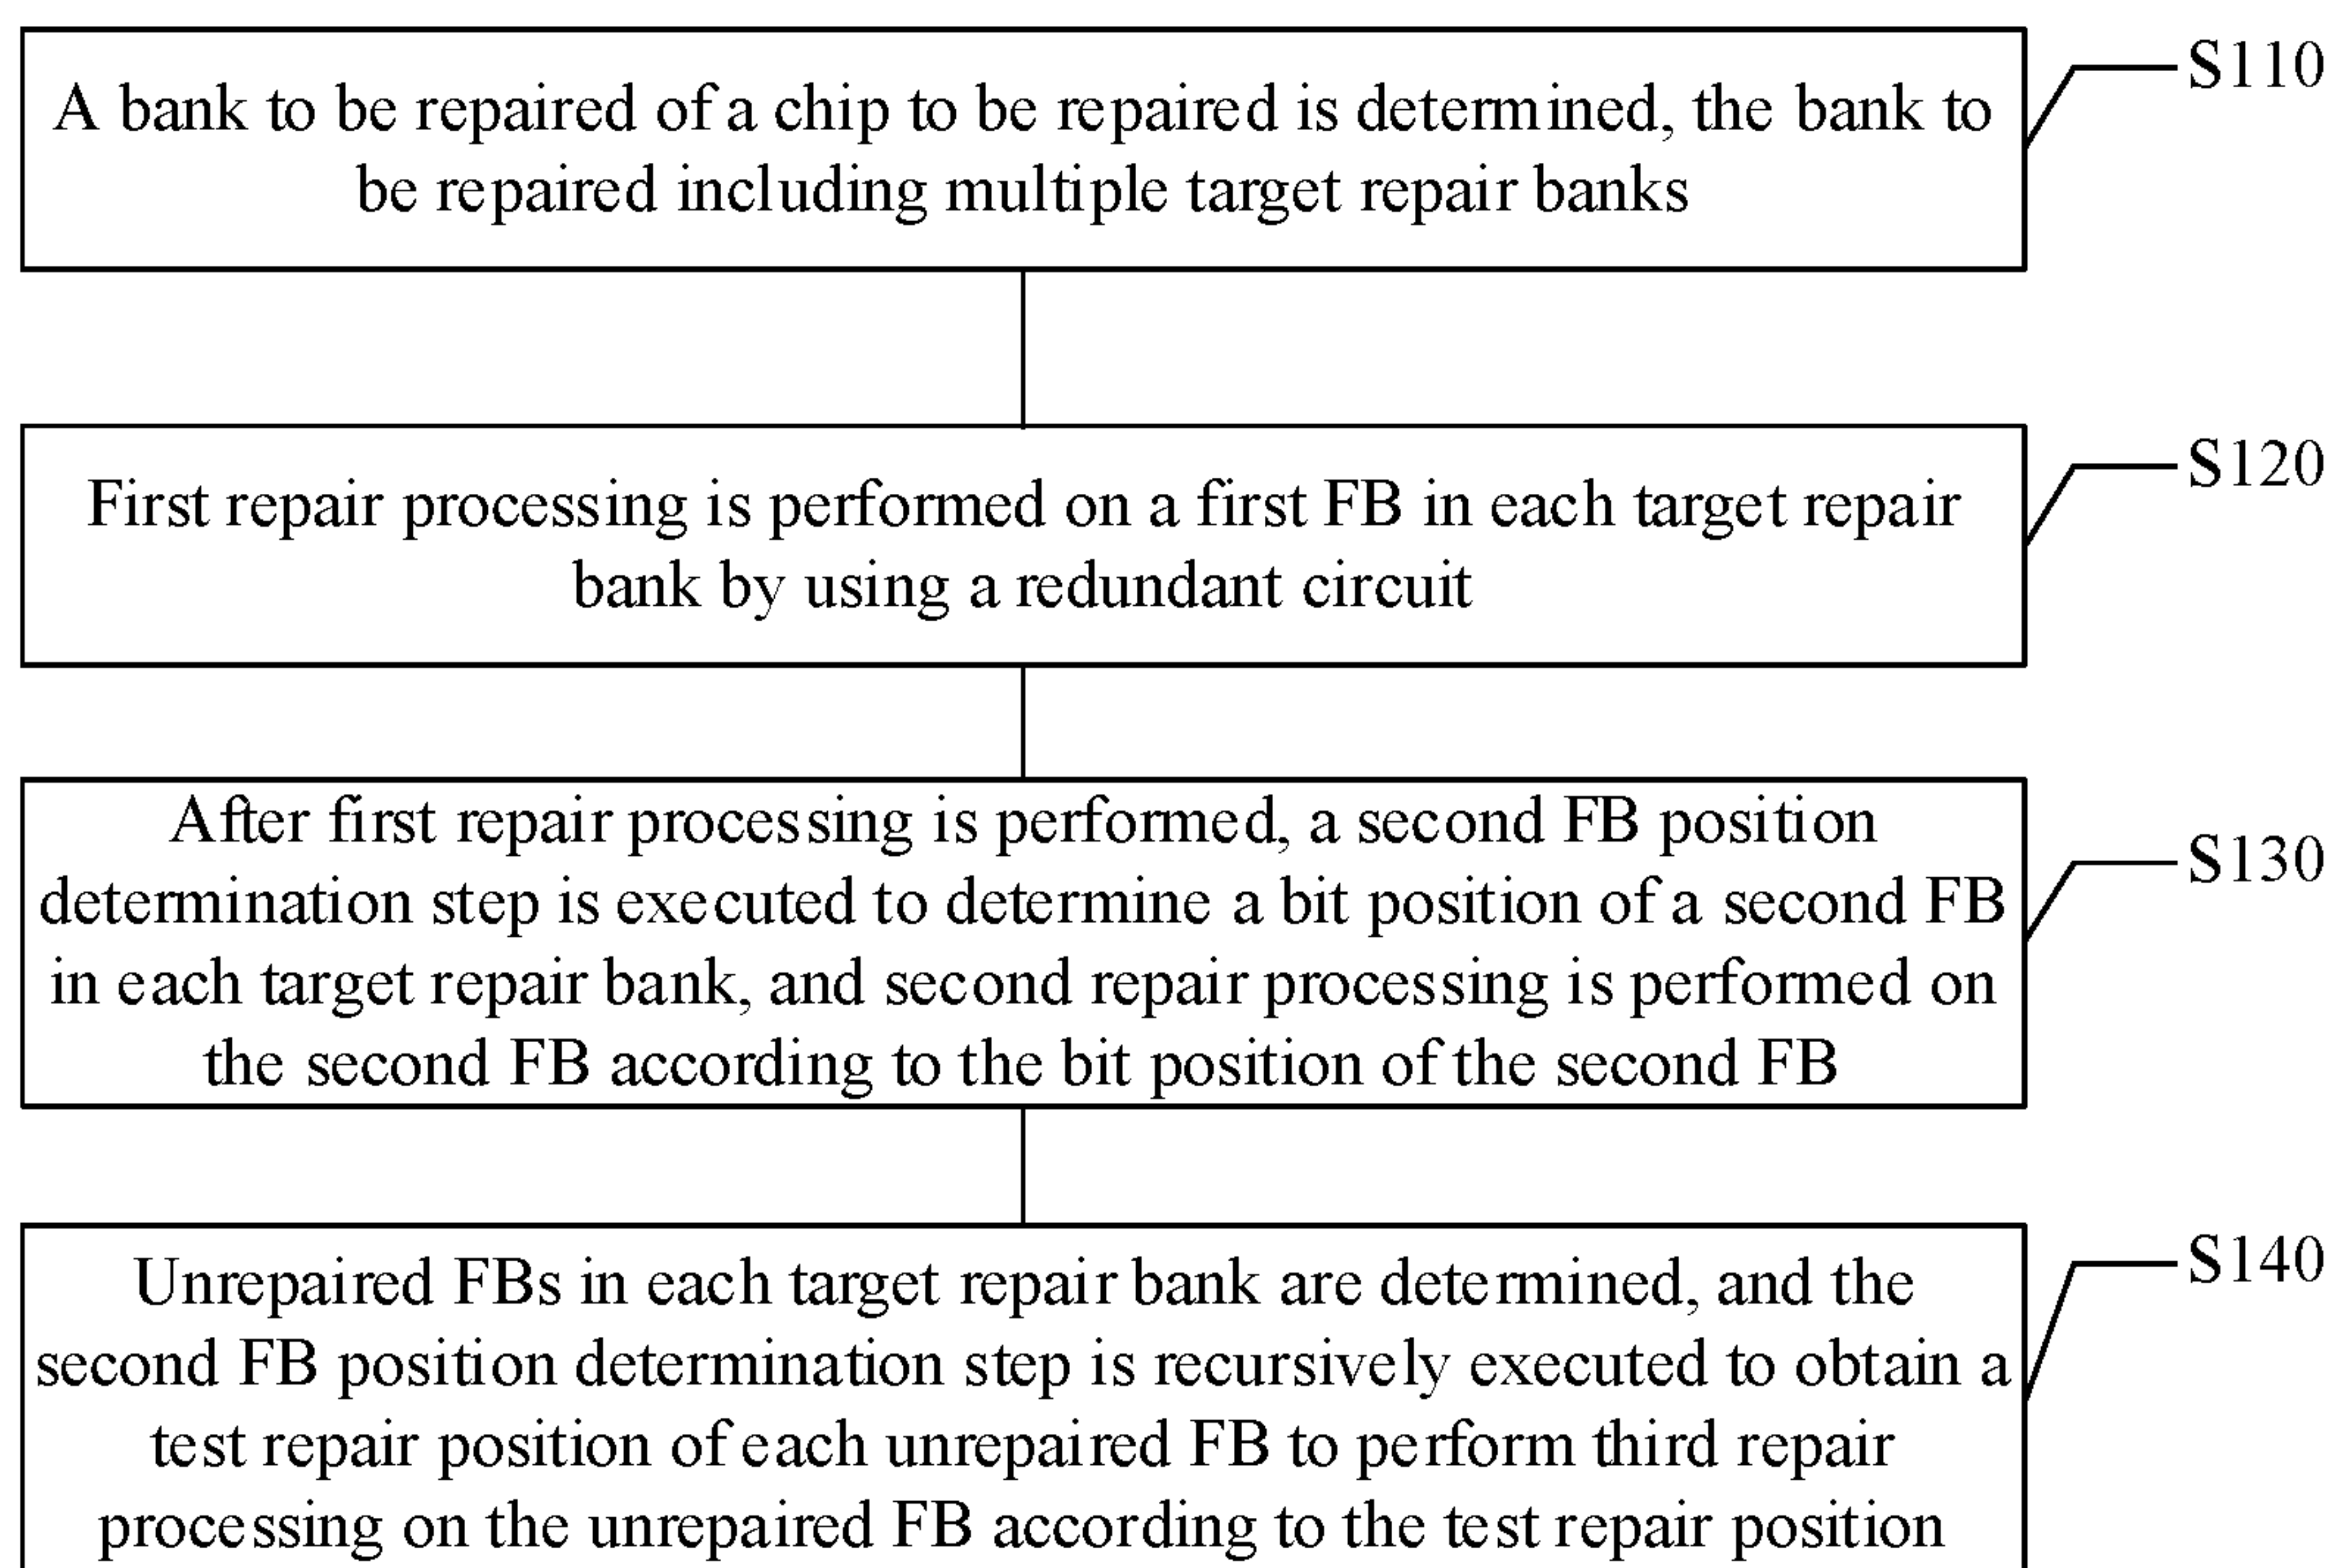 A bank to be repaired of a chip to be repaired is determined, the bank to
be repaired including multiple target repair banks
S110
First repair processing is performed on a first FB in each target repair
bank by using a redundant circuit
S120
After first repair processing is performed, a second FB position
determination step is executed to determine a bit position of a second FB
in each target repair bank, and second repair processing is performed on
the second FB according to the bit position of the second FB
S130
Unrepaired FBs in each target repair bank are determined, and the
second FB position determination step is recursively executed to obtain a
test repair position of each unrepaired FB to perform third repair
processing on the unrepaired FB according to the test repair position
S140